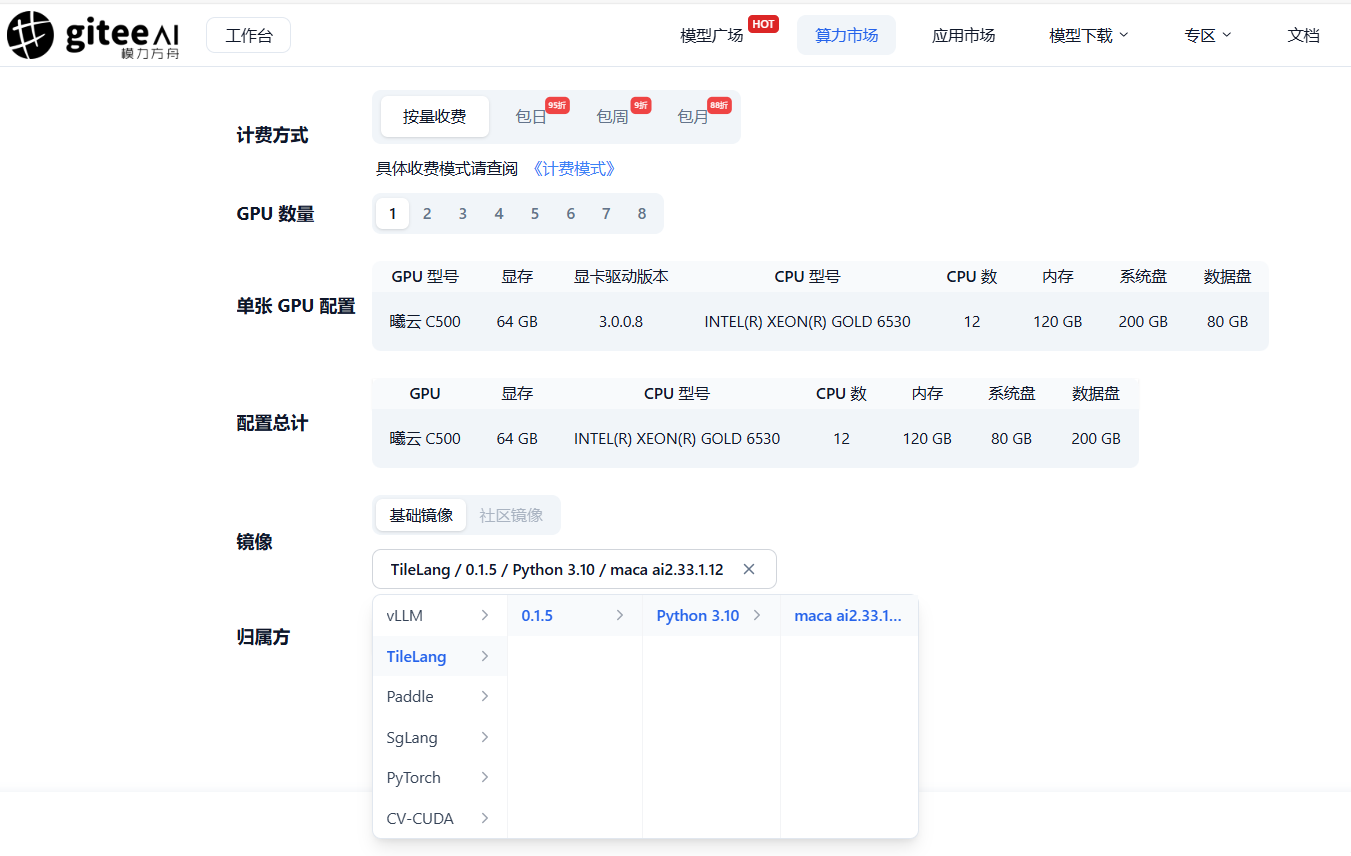 giteeAI
模力方舟
工作台
模型广场 HOT
算力市场
应用市场
模型下载
专区
文档
计费方式
按量收费 包日 95折 包周 9折 包月 88折
具体收费模式请查阅 《计费模式》
GPU 数量
1 2 3 4 5 6 7 8
单张 GPU 配置
GPU 型号 显存 显卡驱动版本 CPU 型号 CPU 数 内存 系统盘 数据盘
曦云 C500 64 GB 3.0.0.8 INTEL(R) XEON(R) GOLD 6530 12 120 GB 200 GB 80 GB
配置总计
GPU 显存 CPU 型号 CPU 数 内存 系统盘 数据盘
曦云 C500 64 GB INTEL(R) XEON(R) GOLD 6530 12 120 GB 80 GB 200 GB
镜像
基础镜像 社区镜像
TileLang / 0.1.5 / Python 3.10 / maca ai2.33.1.12
归属方
vLLM 0.1.5 Python 3.10 maca ai2.33.1...
TileLang
Paddle
SgLang
PyTorch
CV-CUDA